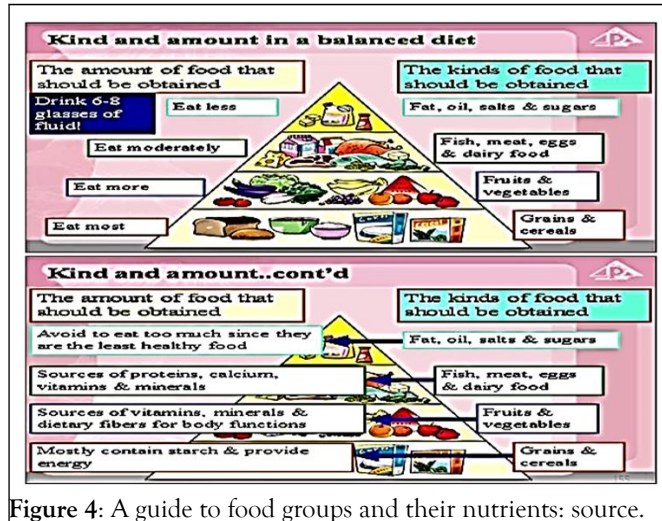 Kind and amount in a balanced diet
The amount of food that
should be obtained
The kinds of food that
should be obtained
Drink 6-8
glasses of
fluid!
Eat less
Fat, oil, salts & sugars
Eat moderately
Fish, meat, eggs
& dairy food
Eat more
Fruits &
vegetables
Eat most
Grains &
cereals
Kind and amount..cont'd
The amount of food that
should be obtained
The kinds of food that
should be obtained
Avoid to eat too much since they
are the least healthy food
Fat, oil, salts & sugars
Sources of proteins, calcium,
vitamins & minerals
Fish, meat, eggs
& dairy food
Sources of vitamins, minerals &
dietary fibers for body functions
Fruits &
vegetables
Mostly contain starch & provide
energy
Grains &
cereals
155
Figure 4: A guide to food groups and their nutrients: source.